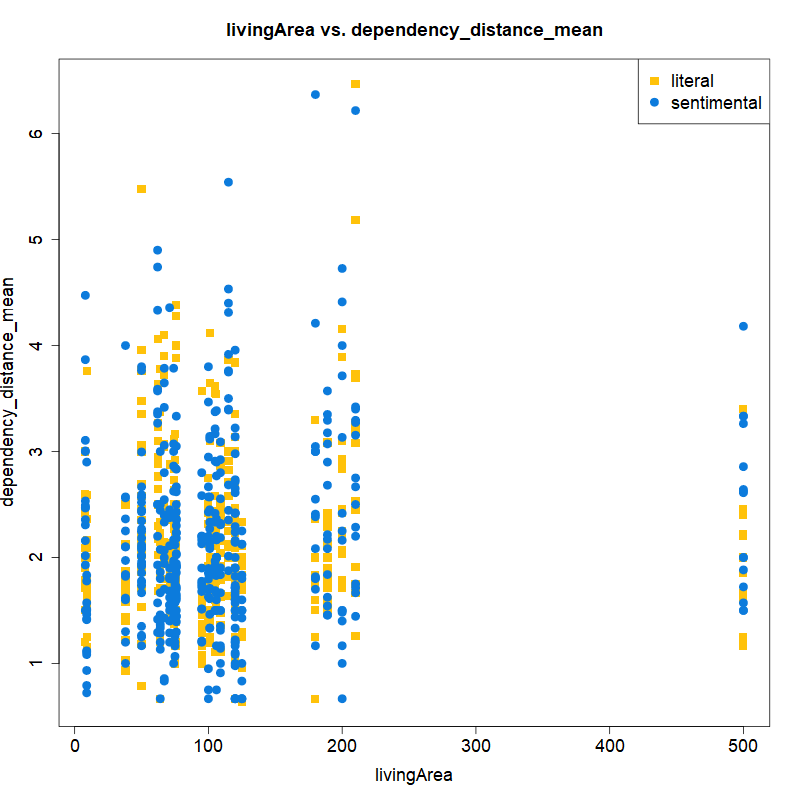 livingArea vs. dependency_distance_mean
literal
sentimental
dependency_distance_mean
6
5
4
3
2
1
0
100
200
300
400
500
livingArea